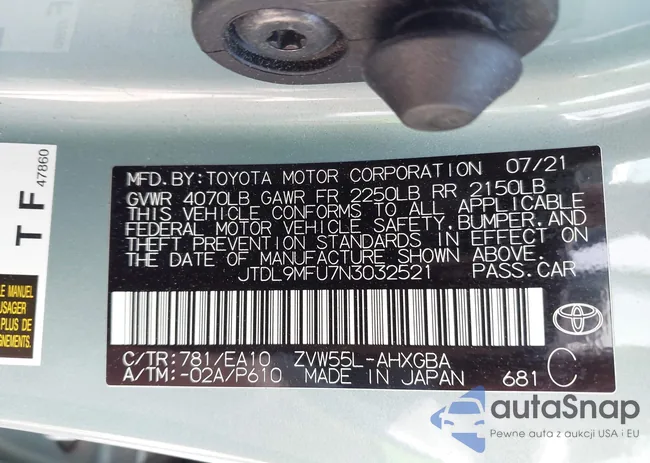 MFD.BY:TOYOTA MOTOR CORPORATION 07/21
GVWR 4070LB GAWR FR 2250LB RR 2150LB
THIS VEHICLE CONFORMS TO ALL APPLICABLE
FEDERAL MOTOR VEHICLE SAFETY,BUMPER,AND
THEFT PREVENTION STANDARDS IN EFFECT ON
THE DATE OF MANUFACTURE SHOWN ABOVE.
JTDL9MFU7N3032521 PASS.CAR
C/TR:781/EA10 ZVW55L-AHXGBA
A/TM:-02A/P610 MADE IN JAPAN 681 C
TF
47860
LE MANUEL
USAGER
PLUS DE
autoSnap
Pewne auta z aukcji USA i EU